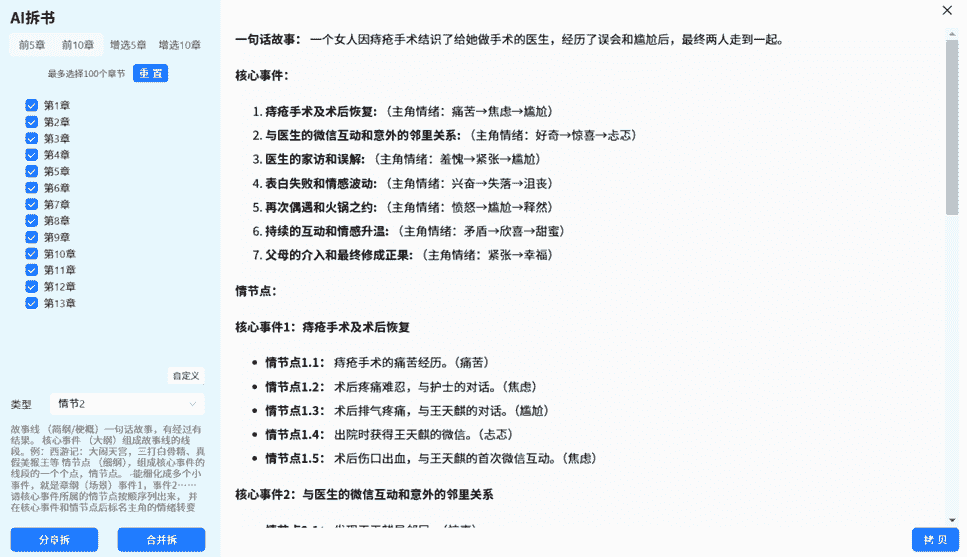 AI拆书
前5章
前10章
增选5章
增选10章
最多选择100个章节
重 置
第1章
第2章
第3章
第4章
第5章
第6章
第7章
第8章
第9章
第10章
第11章
第12章
第13章
自定义
类型
情节2
故事线 （简纲/梗概）一句话故事，有经过有
结果。 核心事件 （大纲）组成故事线的线
段。例：西游记：大闹天宫，三打白骨精、真
假美猴王等 情节点 （细纲），组成核心事件的
线段的一个个点，情节点。 -能细化成多个小
事件，就是章纲（场景）事件1，事件2……
请核心事件所属的情节点按顺序列出来， 并
在核心事件和情节点后标名主角的情绪转变
分章拆
合并拆
一句话故事： 一个女人因痔疮手术结识了给她做手术的医生，经历了误会和尴尬后，最终两人走到一起。
核心事件：
1. 痔疮手术及术后恢复: （主角情绪：痛苦→焦虑→尴尬）
2. 与医生的微信互动和意外的邻里关系: （主角情绪：好奇→惊喜→忐忑）
3. 医生的家访和误解: （主角情绪：羞愧→紧张→尴尬）
4. 表白失败和情感波动: （主角情绪：兴奋→失落→沮丧）
5. 再次偶遇和火锅之约: （主角情绪：愤怒→尴尬→释然）
6. 持续的互动和情感升温: （主角情绪：矛盾→欣喜→甜蜜）
7. 父母的介入和最终修成正果: （主角情绪：紧张→幸福）
情节点：
核心事件1：痔疮手术及术后恢复
情节点1.1： 痔疮手术的痛苦经历。（痛苦）
情节点1.2： 术后疼痛难忍，与护士的对话。（焦虑）
情节点1.3： 术后排气疼痛，与王天麒的对话。（尴尬）
情节点1.4： 出院时获得王天麒的微信。（忐忑）
情节点1.5： 术后伤口出血，与王天麒的首次微信互动。（焦虑）
核心事件2：与医生的微信互动和意外的邻里关系
拷 贝